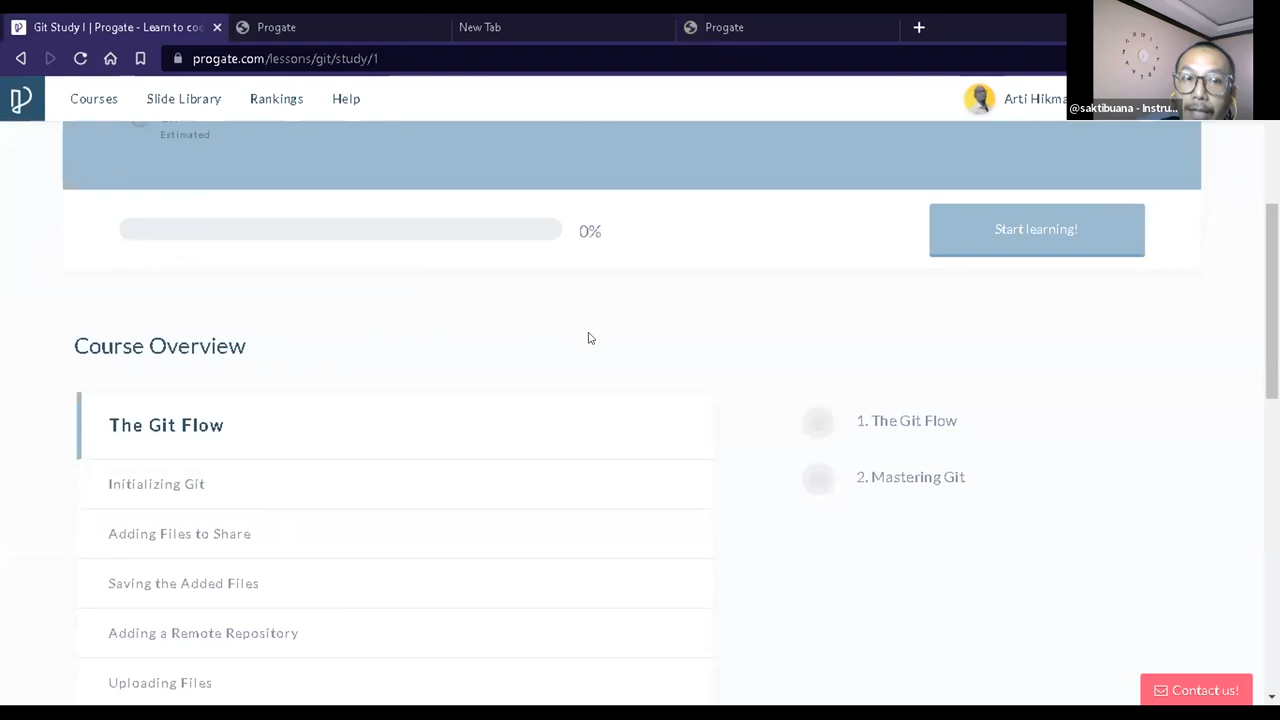 Git Study I | Progate - Learn to co
Progate
New Tab
Progate
progate.com/lessons/git/study/1
Courses
Slide Library
Rankings
Help
Arti Hikma
@saktibuana - Instru...
Estimated
0%
Start learning!
Course Overview
The Git Flow
Initializing Git
Adding Files to Share
Saving the Added Files
Adding a Remote Repository
Uploading Files
1. The Git Flow
2. Mastering Git
Contact us!